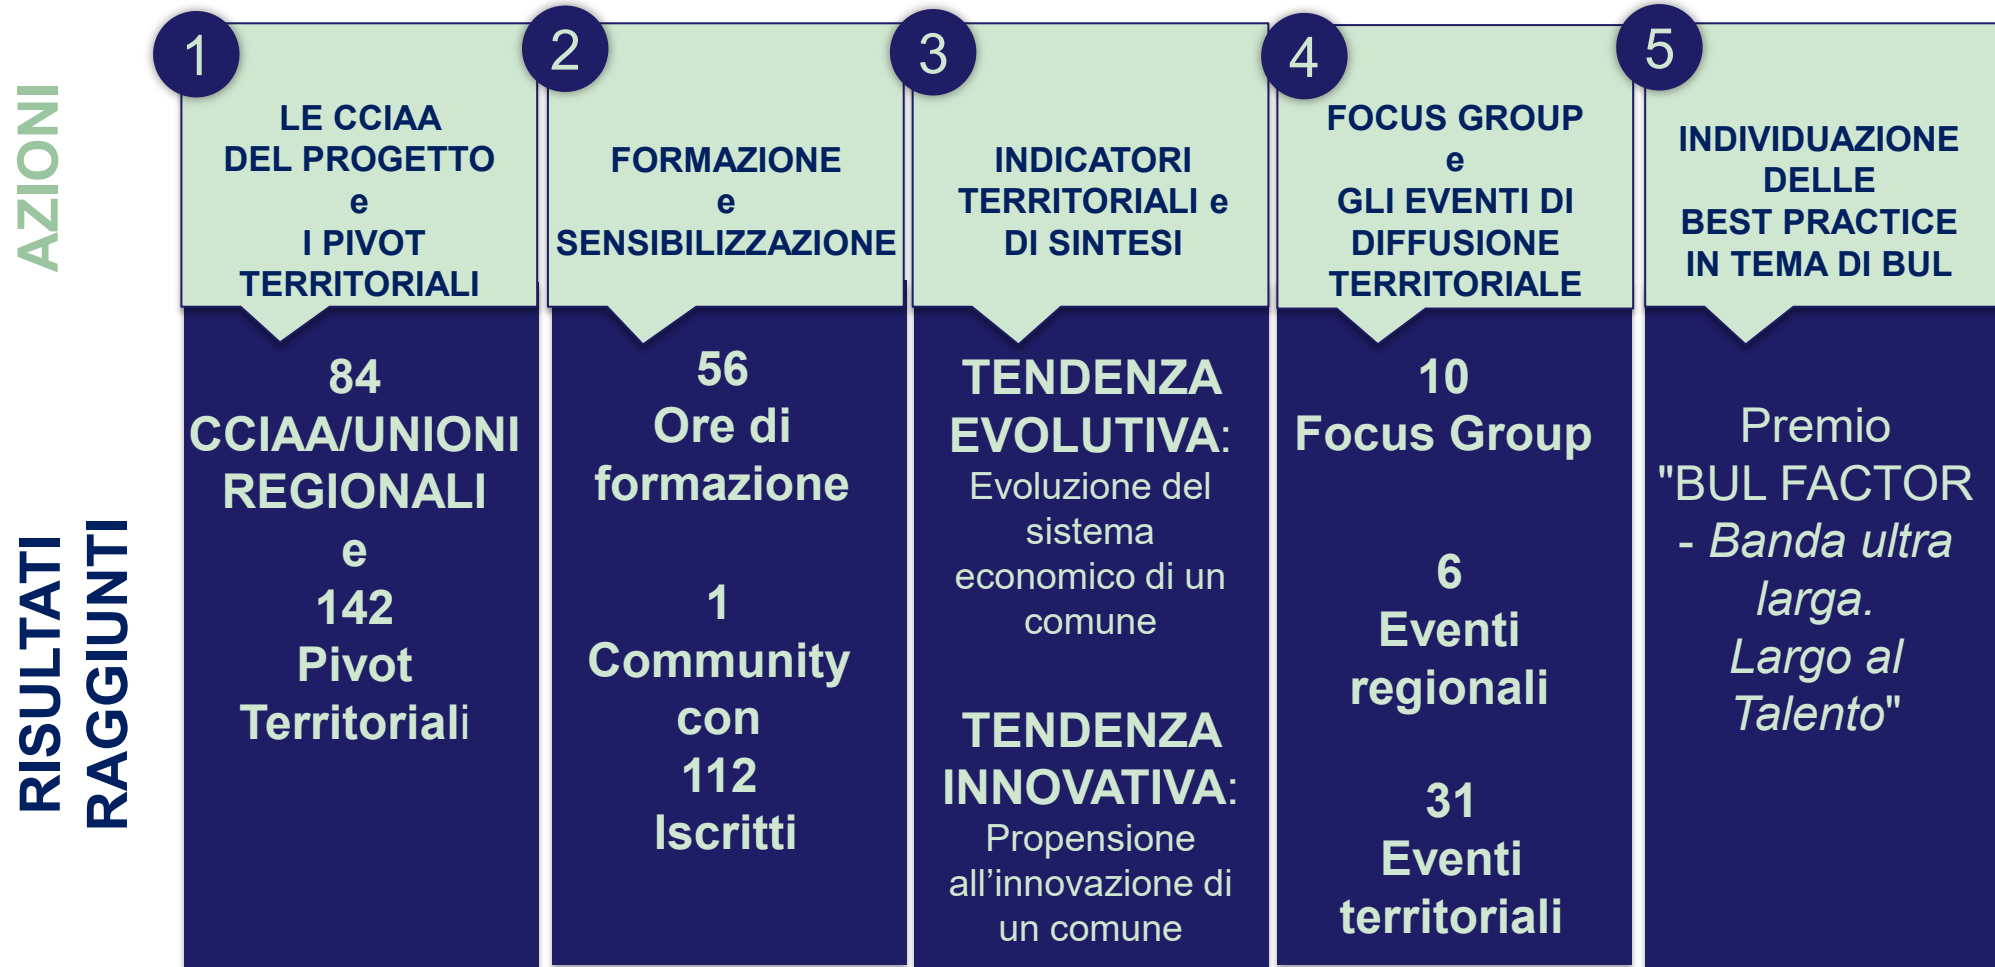 AZIONI
1
LE CCIAA
DEL PROGETTO
e
I PIVOT
TERRITORIALI
2
FORMAZIONE
e
SENSIBILIZZAZIONE
3
INDICATORI
TERRITORIALI e
DI SINTESI
4
FOCUS GROUP
e
GLI EVENTI DI
DIFFUSIONE
TERRITORIALE
5
INDIVIDUAZIONE
DELLE
BEST PRACTICE
IN TEMA DI BUL
RISULTATI
RAGGIUNTI
84
CCIAA/UNIONI
REGIONALI
e
142
Pivot
Territoriali
56
Ore di
formazione
1
Community
con
112
Iscritti
TENDENZA
EVOLUTIVA:
Evoluzione del
sistema
economico di un
comune
TENDENZA
INNOVATIVA:
Propensione
all’innovazione di
un comune
10
Focus Group
6
Eventi
regionali
31
Eventi
territoriali
Premio
"BUL FACTOR
- Banda ultra
larga.
Largo al
Talento"